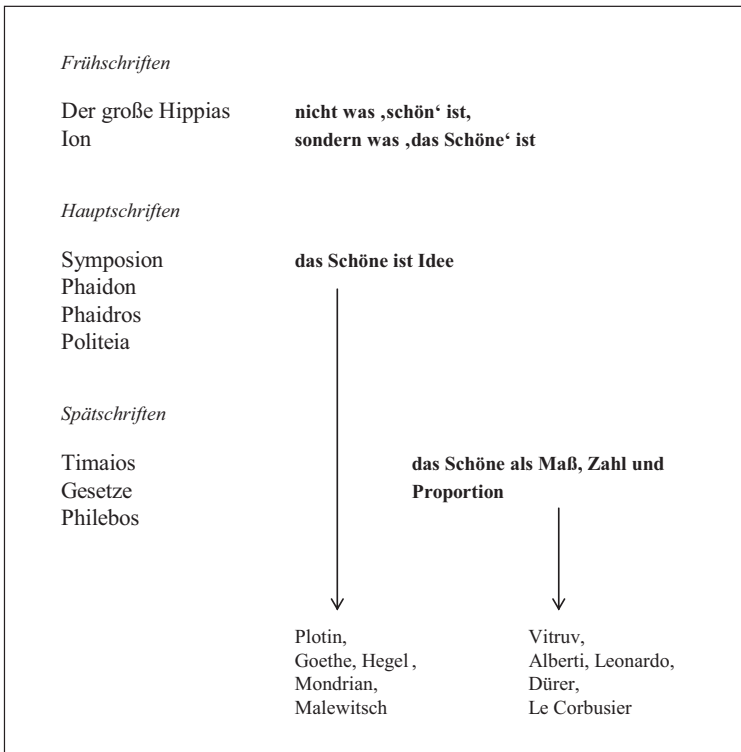 Frühschriften
Der große Hippias nicht was ‚schön‘ ist,
Ion sondern was ‚das Schöne‘ ist
Hauptschriften
Symposion das Schöne ist Idee
Phaidon
Phaidros
Politeia
Spätschriften
Timaios das Schöne als Maß, Zahl und
Gesetze Proportion
Philebos
Plotin,
Goethe, Hegel ,
Mondrian,
Malewitsch
Vitruv,
Alberti, Leonardo,
Dürer,
Le Corbusier